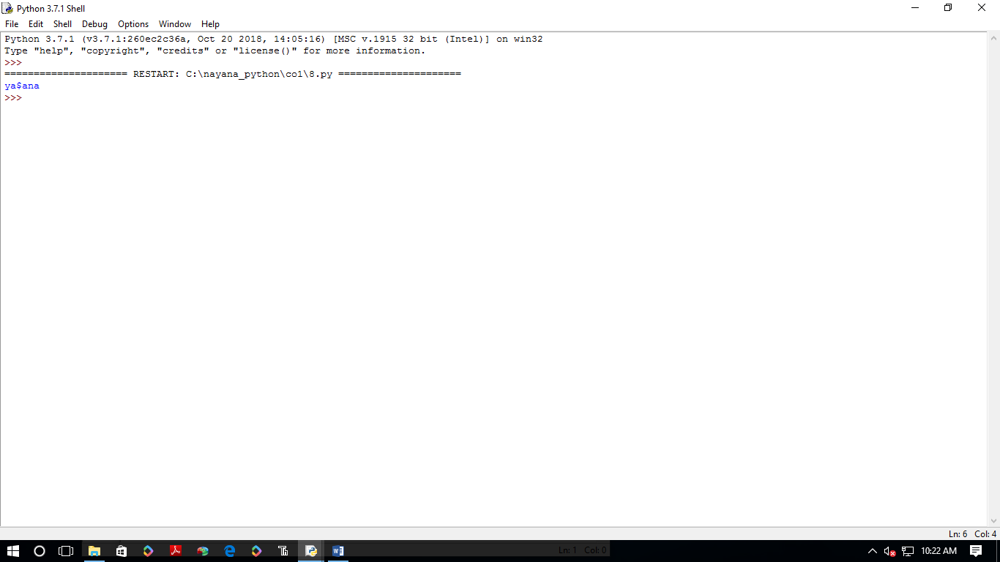 Python 3.7.1 Shell
File Edit Shell Debug Options Window Help
Python 3.7.1 (v3.7.1:260ec2c36a, Oct 20 2018, 14:05:16) [MSC v.1915 32 bit (Intel)] on win32
Type "help", "copyright", "credits" or "license()" for more information.
>>>
===================== RESTART: C:\nayana_python\co1\8.py =====================
ya$ana
>>>
Ln: 6 Col: 4
Ln: 1 Col: 0
10:22 AM